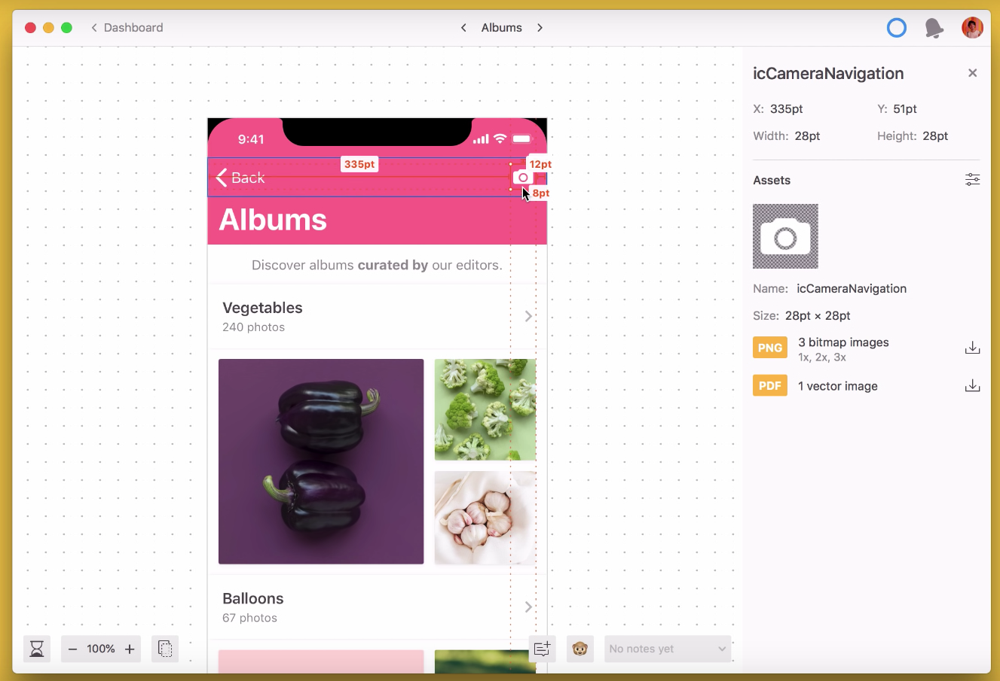 Dashboard
Albums
icCameraNavigation
X: 335pt Y: 51pt
Width: 28pt Height: 28pt
Assets
Name: icCameraNavigation
Size: 28pt × 28pt
PNG 3 bitmap images
1x, 2x, 3x
PDF 1 vector image
9:41
335pt 12pt
Back
8pt
Albums
Discover albums curated by our editors.
Vegetables
240 photos
Balloons
67 photos
100%
No notes yet